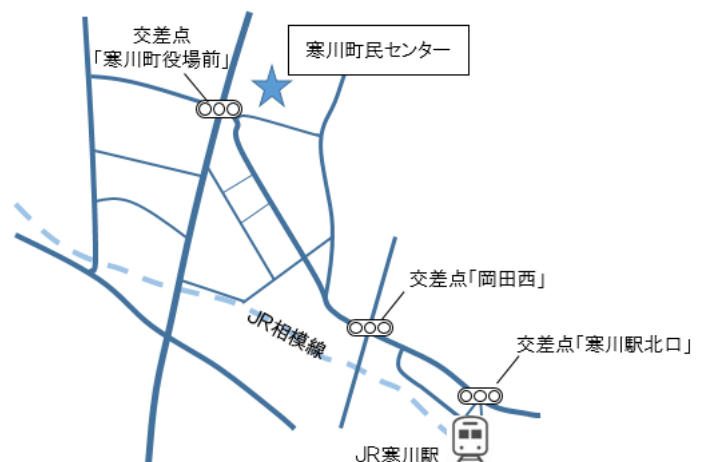 交差点
「寒川町役場前」
寒川町民センター
交差点「岡田西」
JR相模線
交差点「寒川駅北口」
JR寒川駅